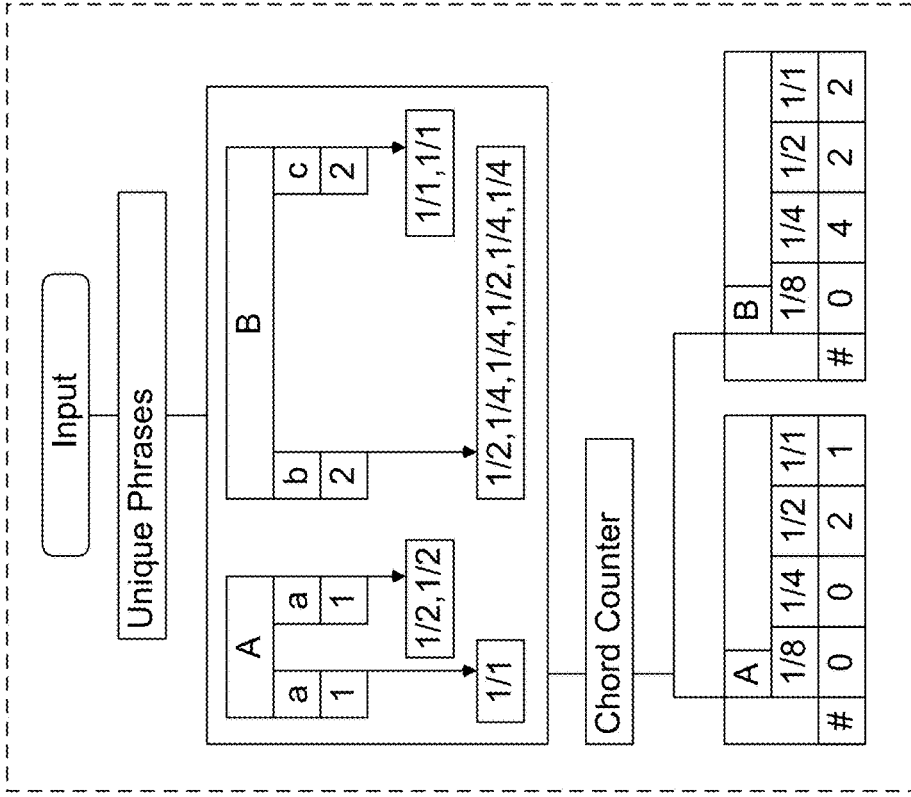 Input
Unique Phrases
A
B
a 1
a 1
b 2
c 2
1/2,1/2
1/1,1/1
1/1
1/2,1/4,1/4,1/2,1/4,1/4
Chord Counter
A
1/8 1/4 1/2 1/1
# 0 0 2 1
B
1/8 1/4 1/2 1/1
# 0 4 2 2